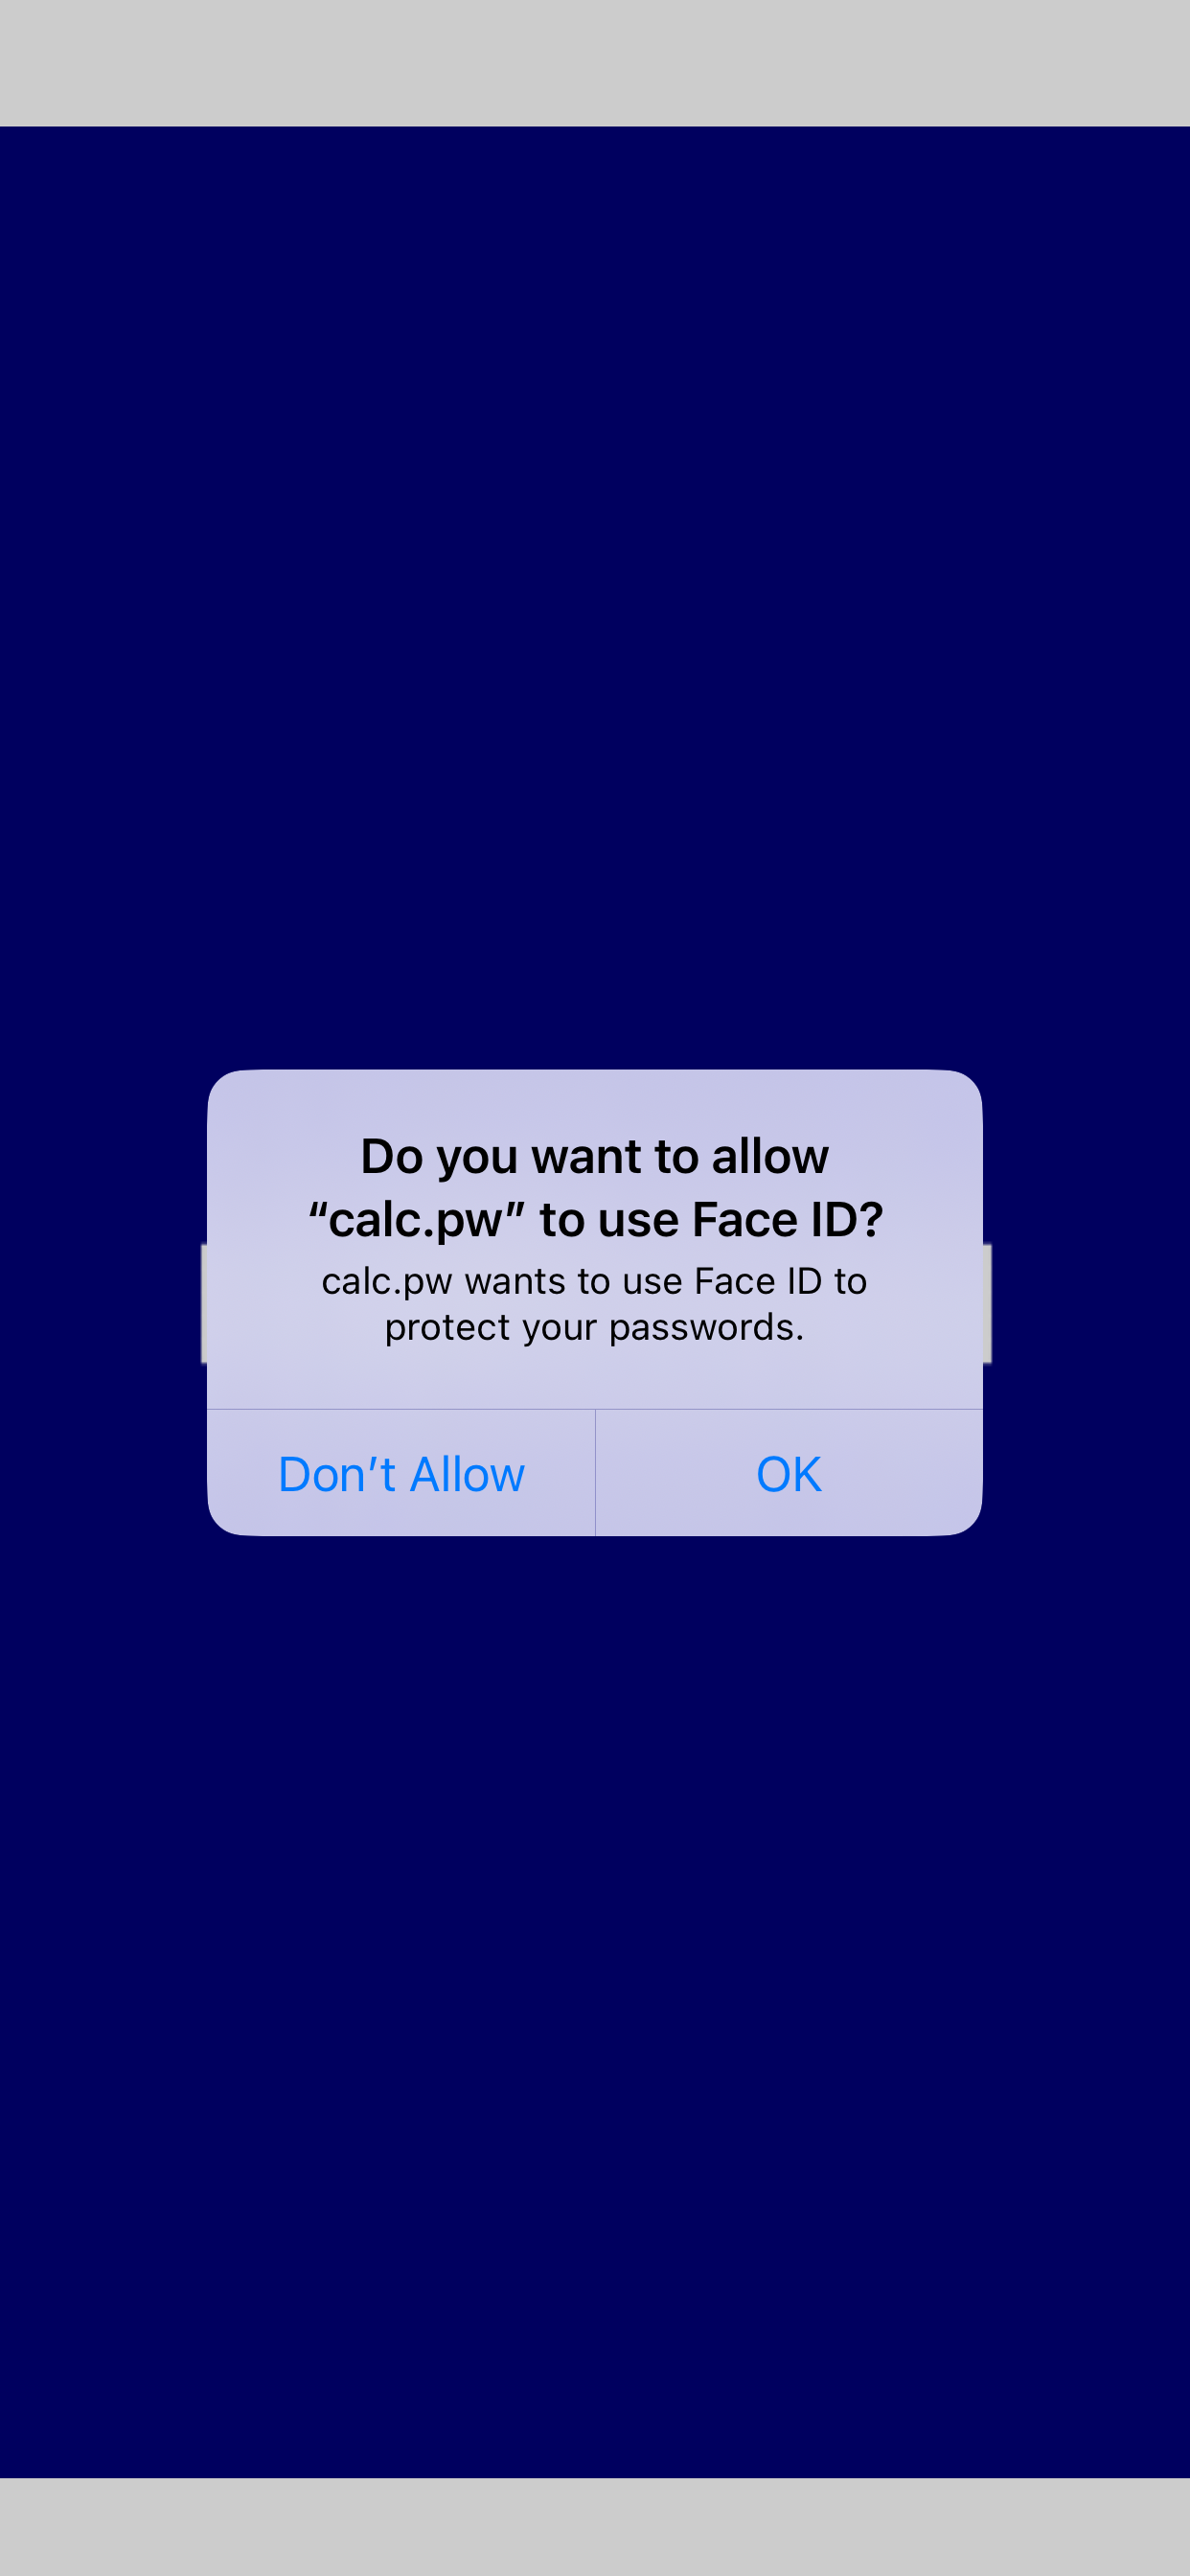 Do you want to allow
“calc.pw” to use Face ID?
calc.pw wants to use Face ID to
protect your passwords.
Don’t Allow
OK